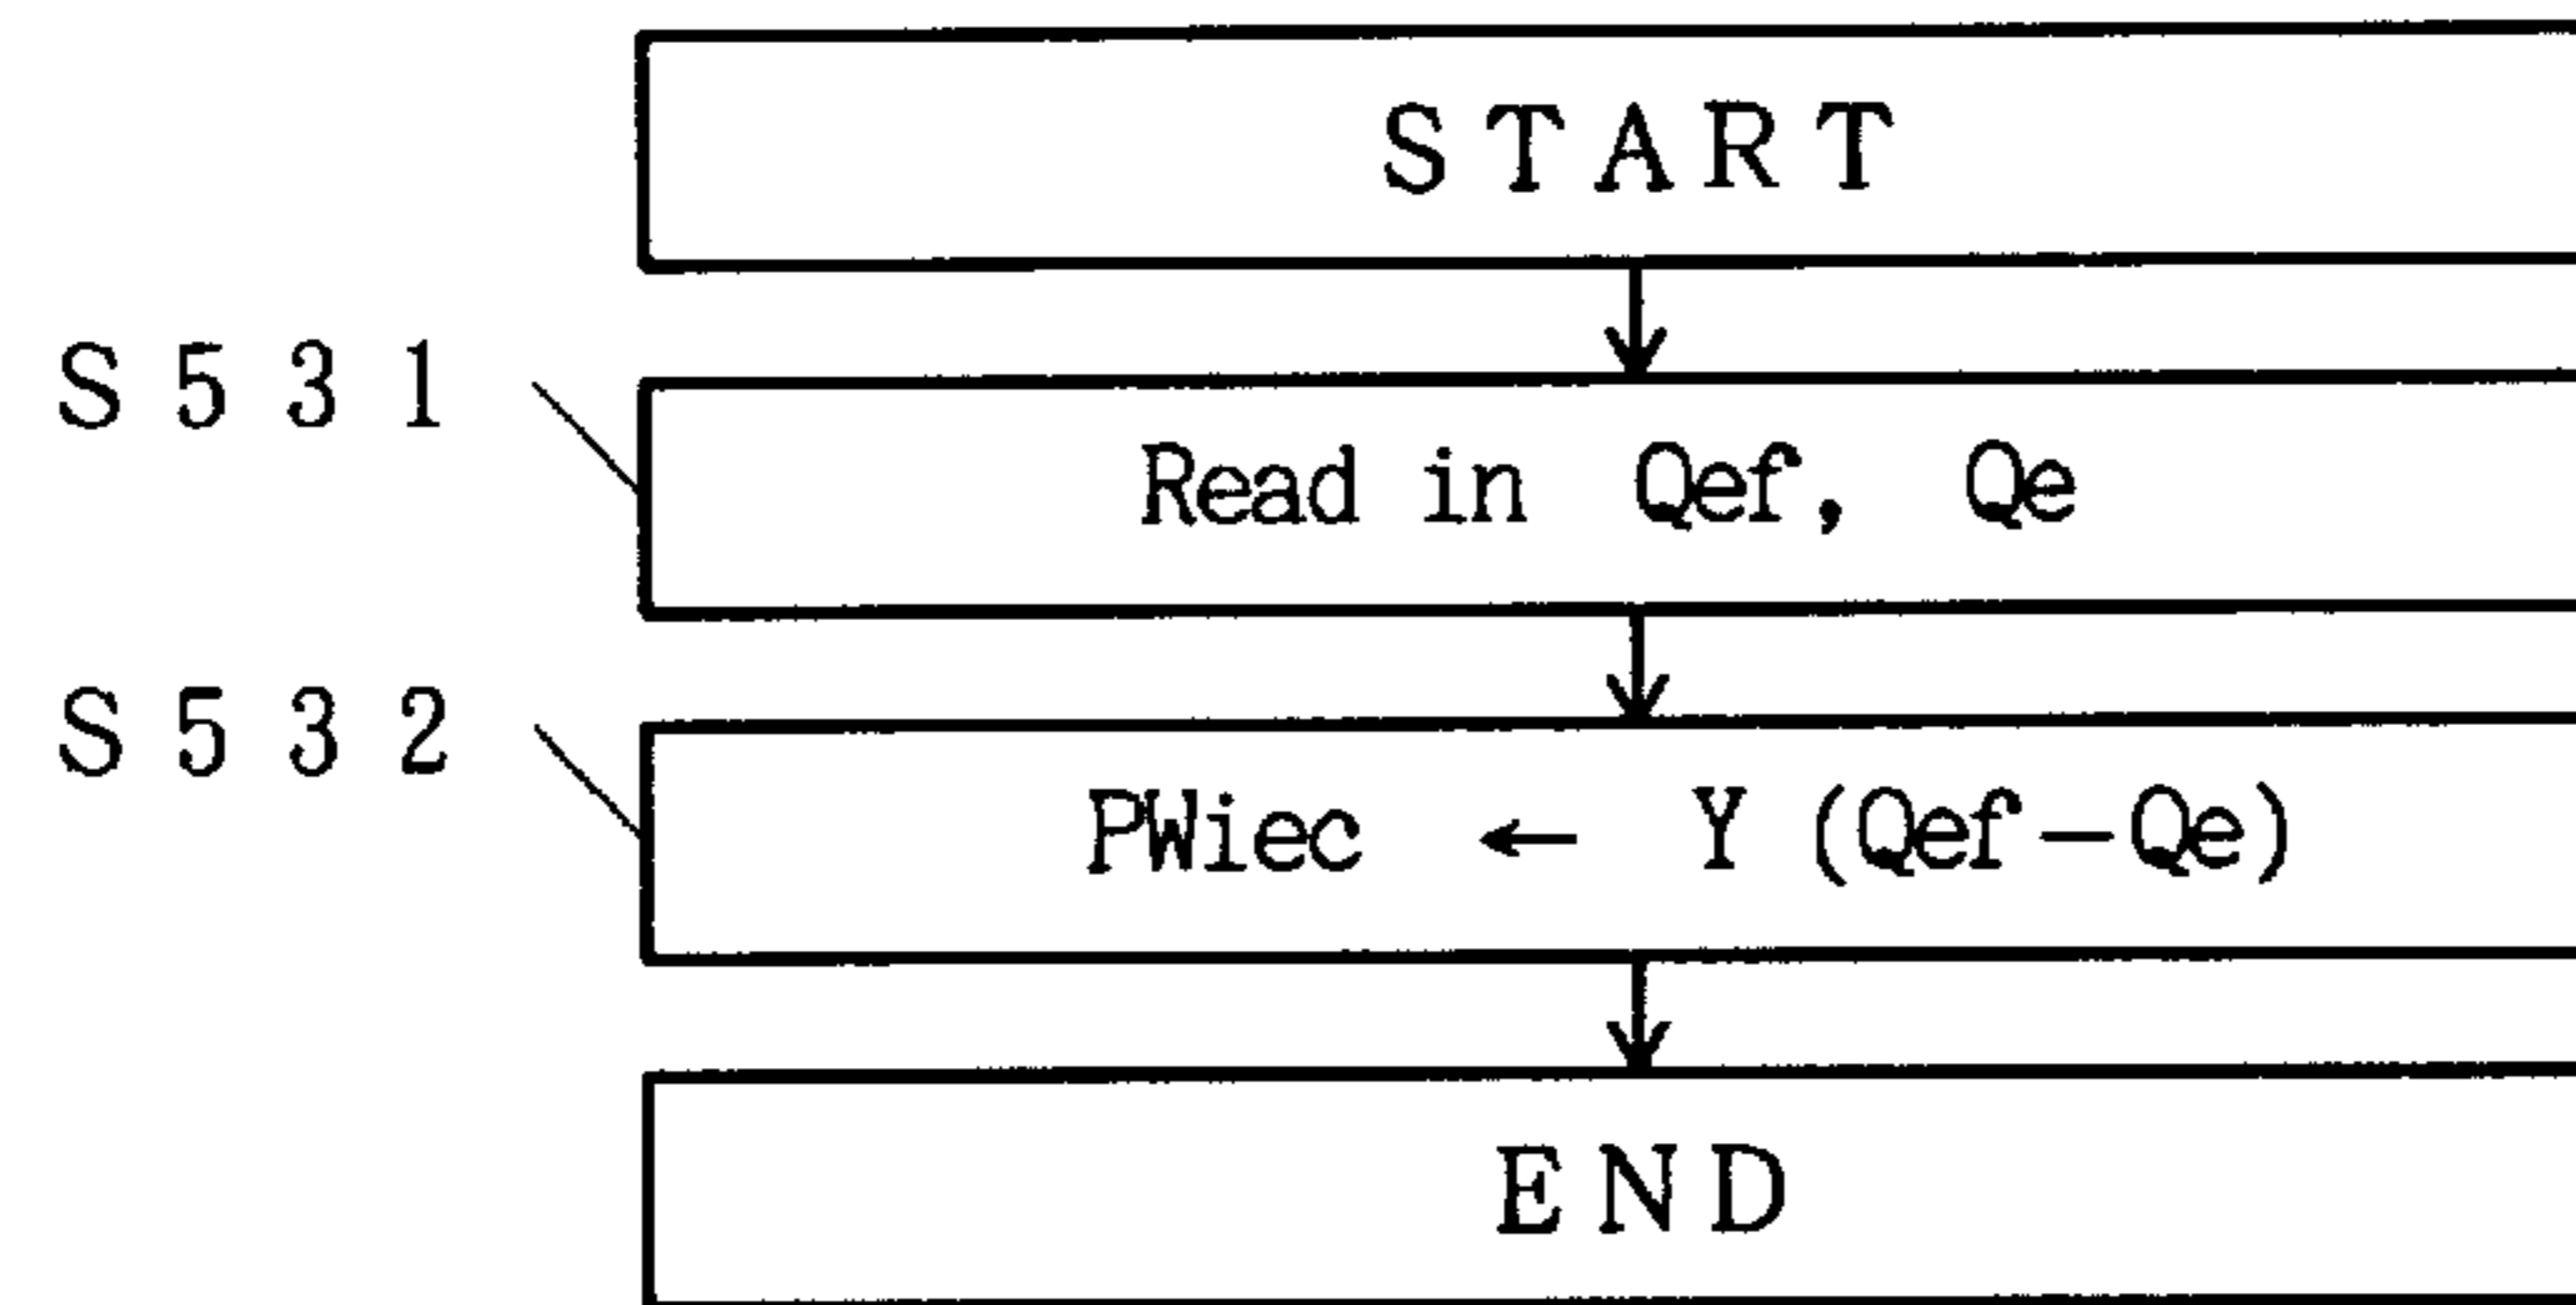 START
S531 Read in Qef, Qe
S532 PWiec ← Y (Qef-Qe)
END